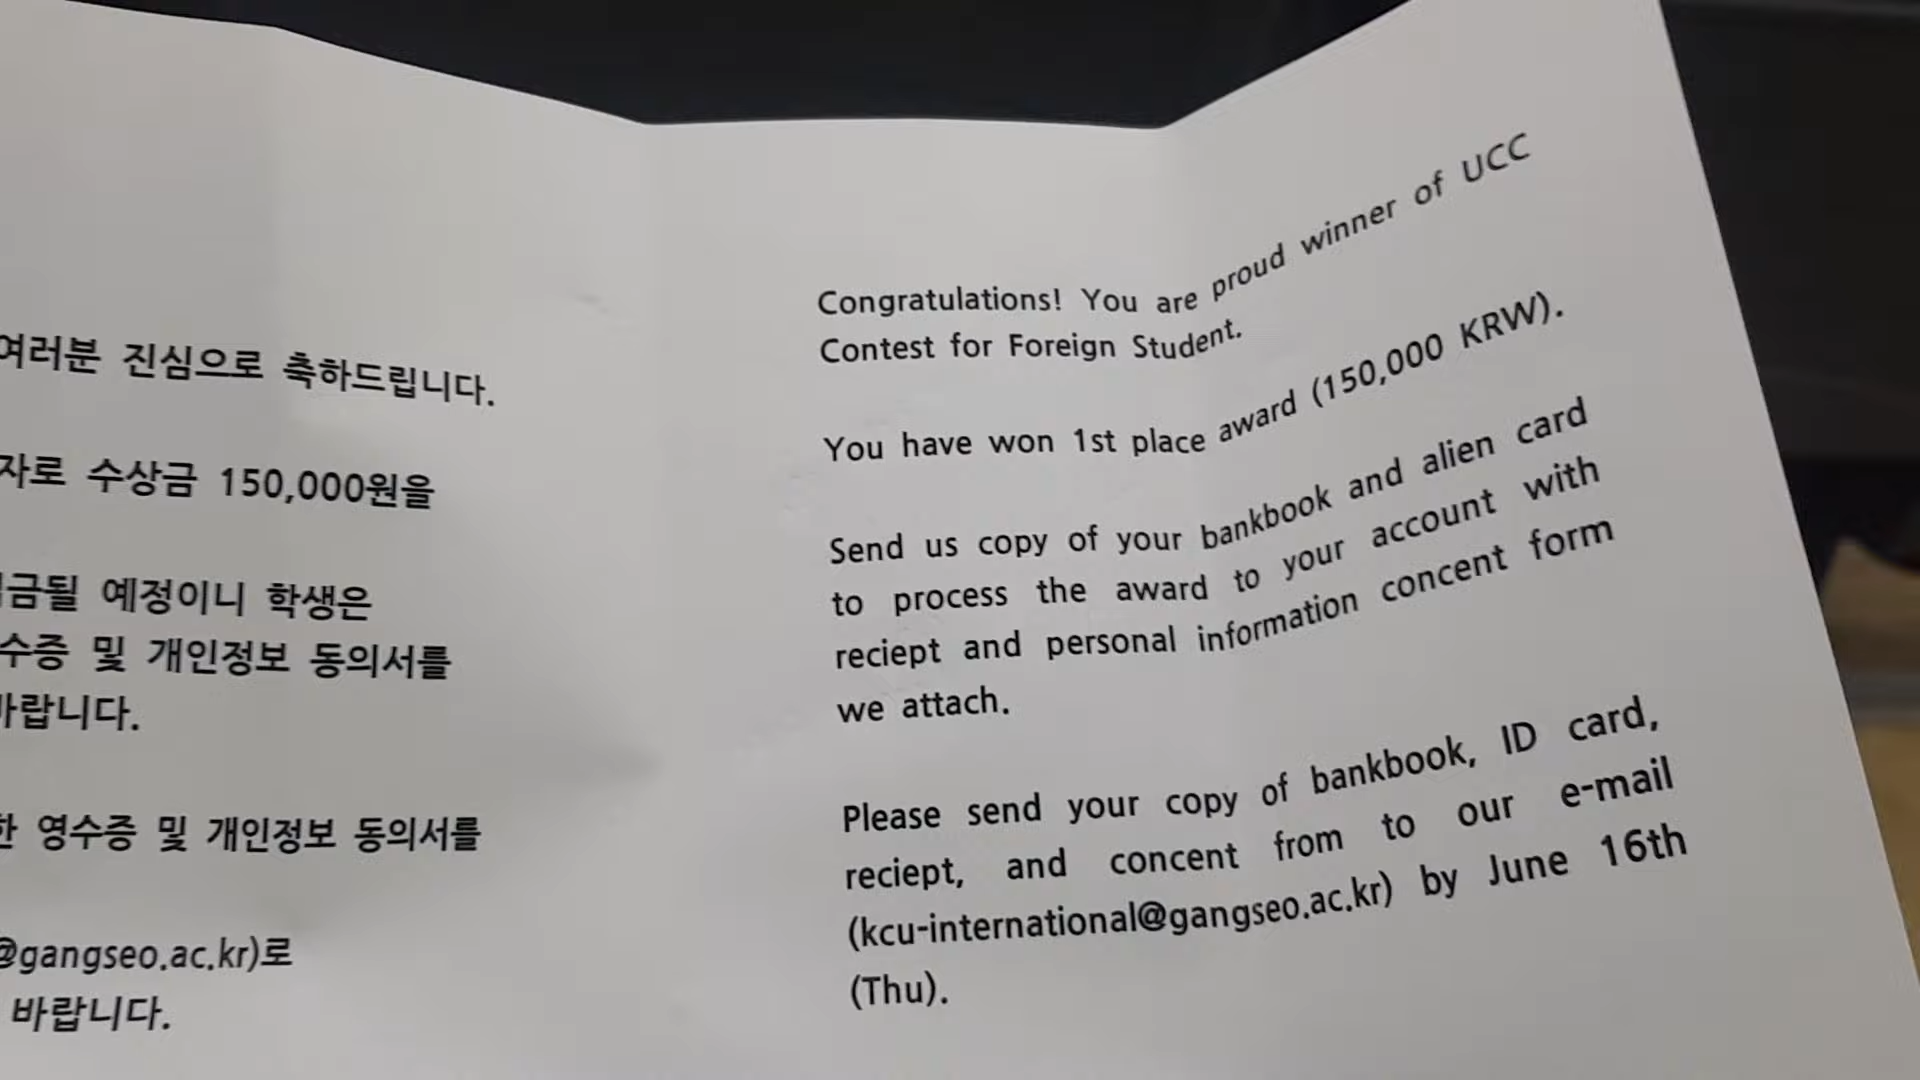 여러분 진심으로 축하드립니다.
자로 수상금 150,000원을
예정이니 학생은
및 개인정보 동의서를
바랍니다.
영수증 및 개인정보 동의서를
@gangseo.ac.kr)로
바랍니다.
Congratulations! You are proud winner of UCC
Contest for Foreign Student.
You have won 1st place award (150,000 KRW).
Send us copy of your bankbook and alien card
to process the award to your account with
reciept and personal information concent form
we attach.
Please send your copy of bankbook, ID card,
reciept, and concent from to our e-mail
(kcu-international@gangseo.ac.kr) by June 16th
(Thu).